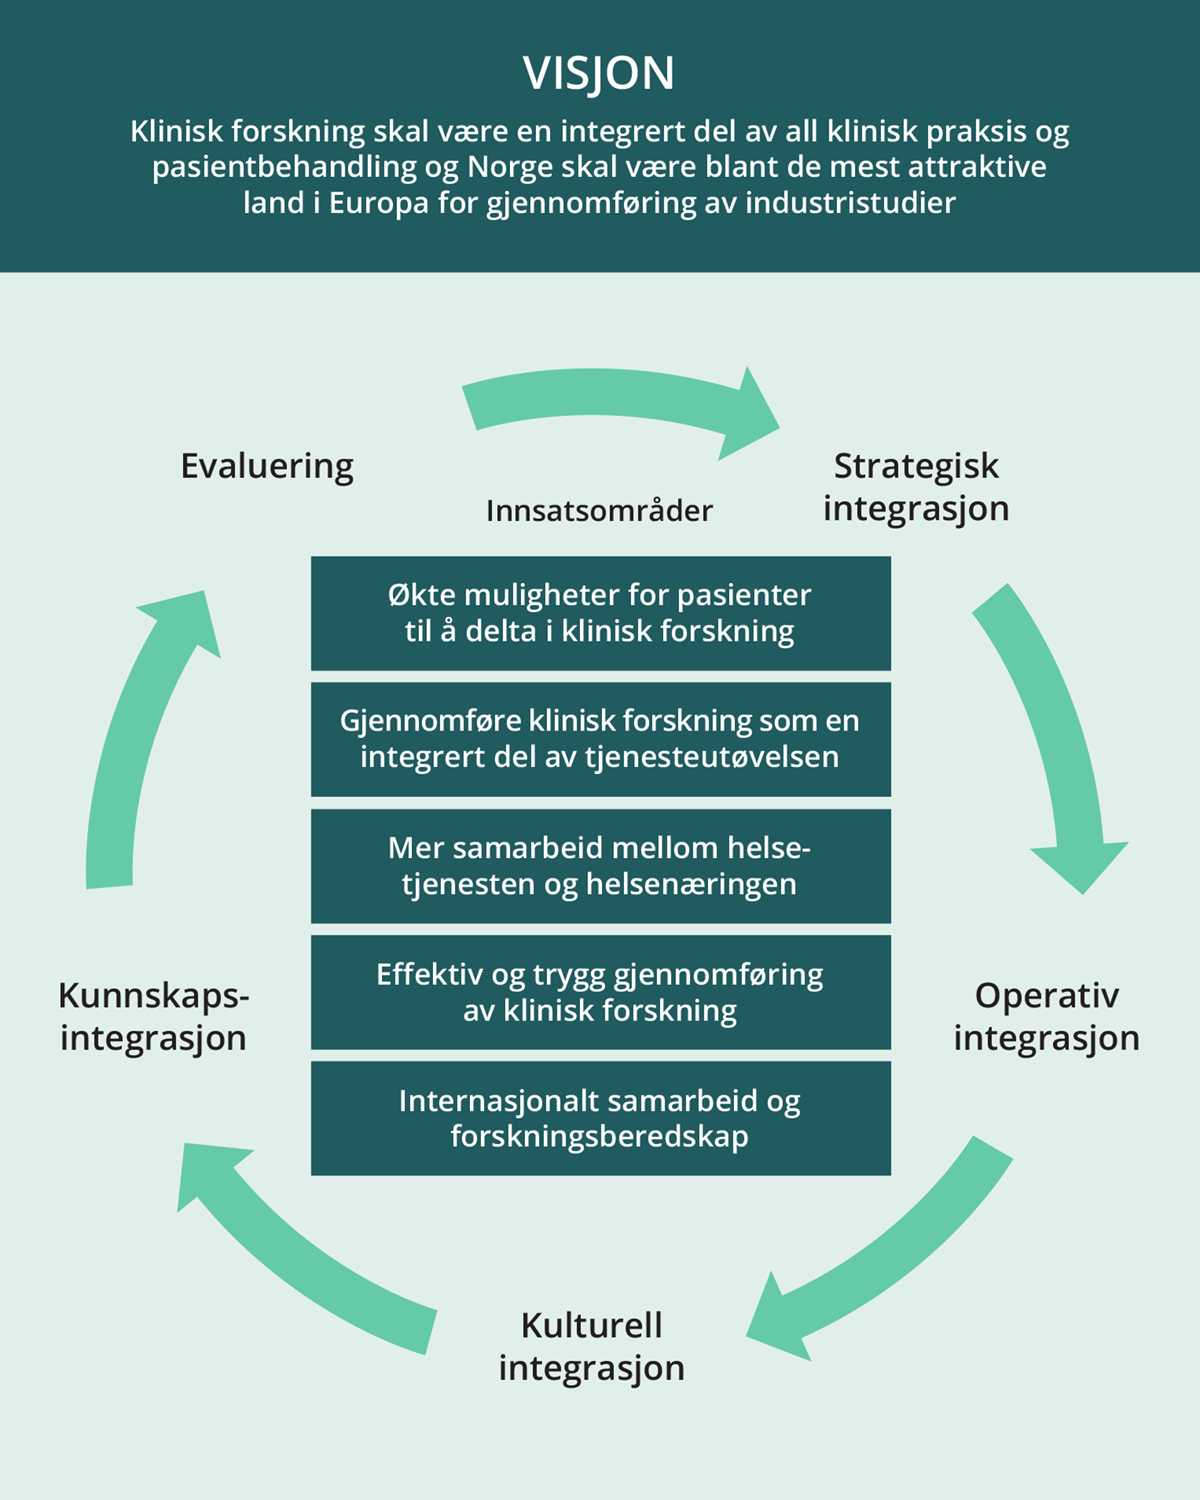 VISJON
Klinisk forskning skal være en integrert del av all klinisk praksis og
pasientbehandling og Norge skal være blant de mest attraktive
land i Europa for gjennomføring av industristudier
Evaluering
Strategisk
integrasjon
Innsatsområder
Økte muligheter for pasienter
til å delta i klinisk forskning
Gjennomføre klinisk forskning som en
integrert del av tjenesteutøvelsen
Mer samarbeid mellom helse-
tjenesten og helsenæringen
Effektiv og trygg gjennomføring
av klinisk forskning
Internasjonalt samarbeid og
forskningsberedskap
Operativ
integrasjon
Kulturell
integrasjon
Kunnskaps-
integrasjon